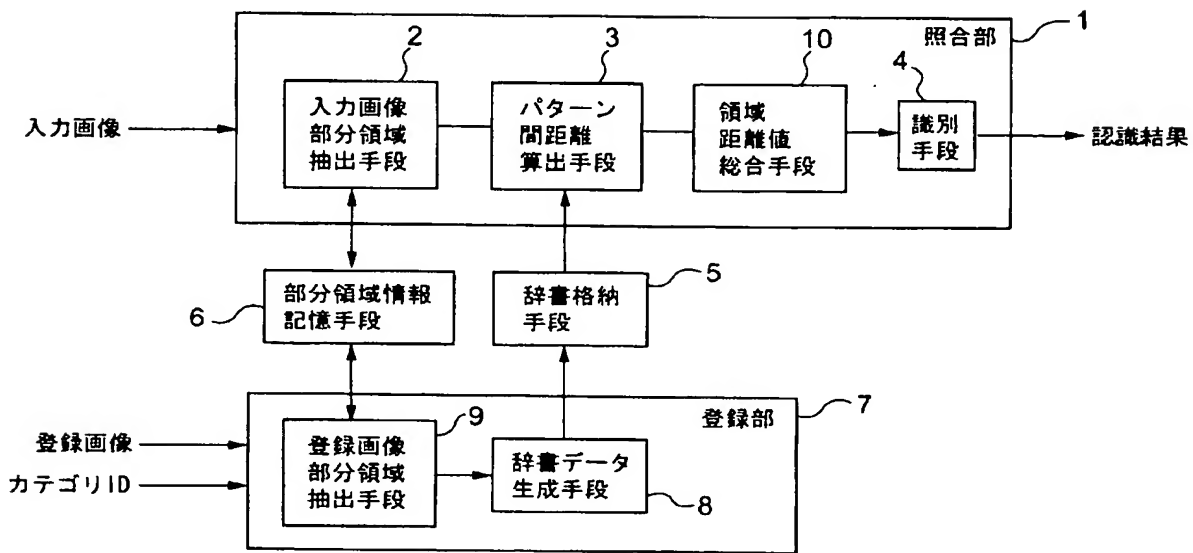 照合部
1
2
3
10
4
入力画像
入力画像
部分領域
抽出手段
パターン
間距離
算出手段
領域
距離値
総合手段
識別
手段
認識結果
部分領域情報
記憶手段
6
辞書格納
手段
5
登録部
7
登録画像
カテゴリID
9
登録画像
部分領域
抽出手段
辞書データ
生成手段
8